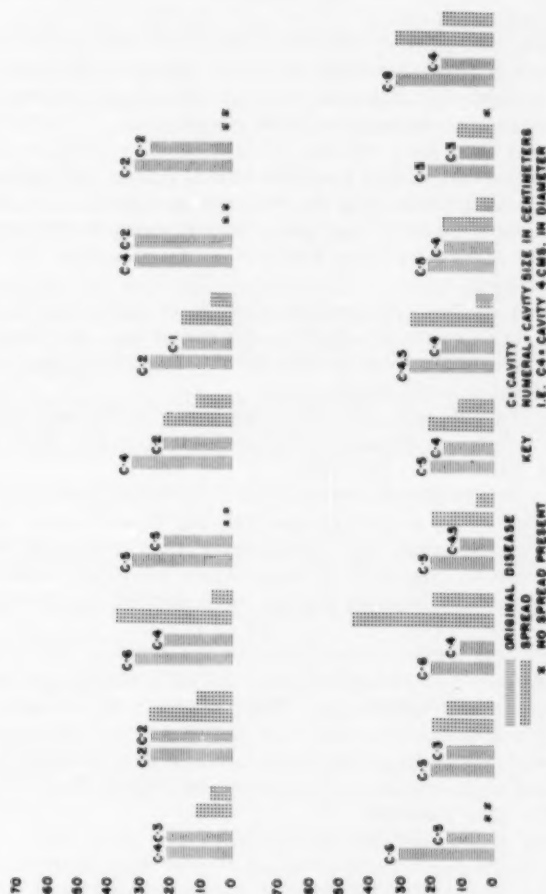 70
60
50
40
30
20
10
0
C-4 C-3
C-2 C-2
C-6 C-4
C-5 C-5
* *
C-4 C-2
C-2 C-1
C-4 C-2
* *
C-2 C-2
* *
70
60
50
40
30
20
10
0
C-6 C-5
* *
C-5 C-3
C-6 C-4
C-5 C-4.5
C-5 C-4
C-4.5 C-4
C-5 C-4
C-5 C-3
*
C-6 C-4
ORIGINAL DISEASE
SPREAD
* NO SPREAD PRESENT
KEY
C = CAVITY
NUMERAL = CAVITY SIZE IN CENTIMETERS
I.E. C4 = CAVITY 4 CMS. IN DIAMETER